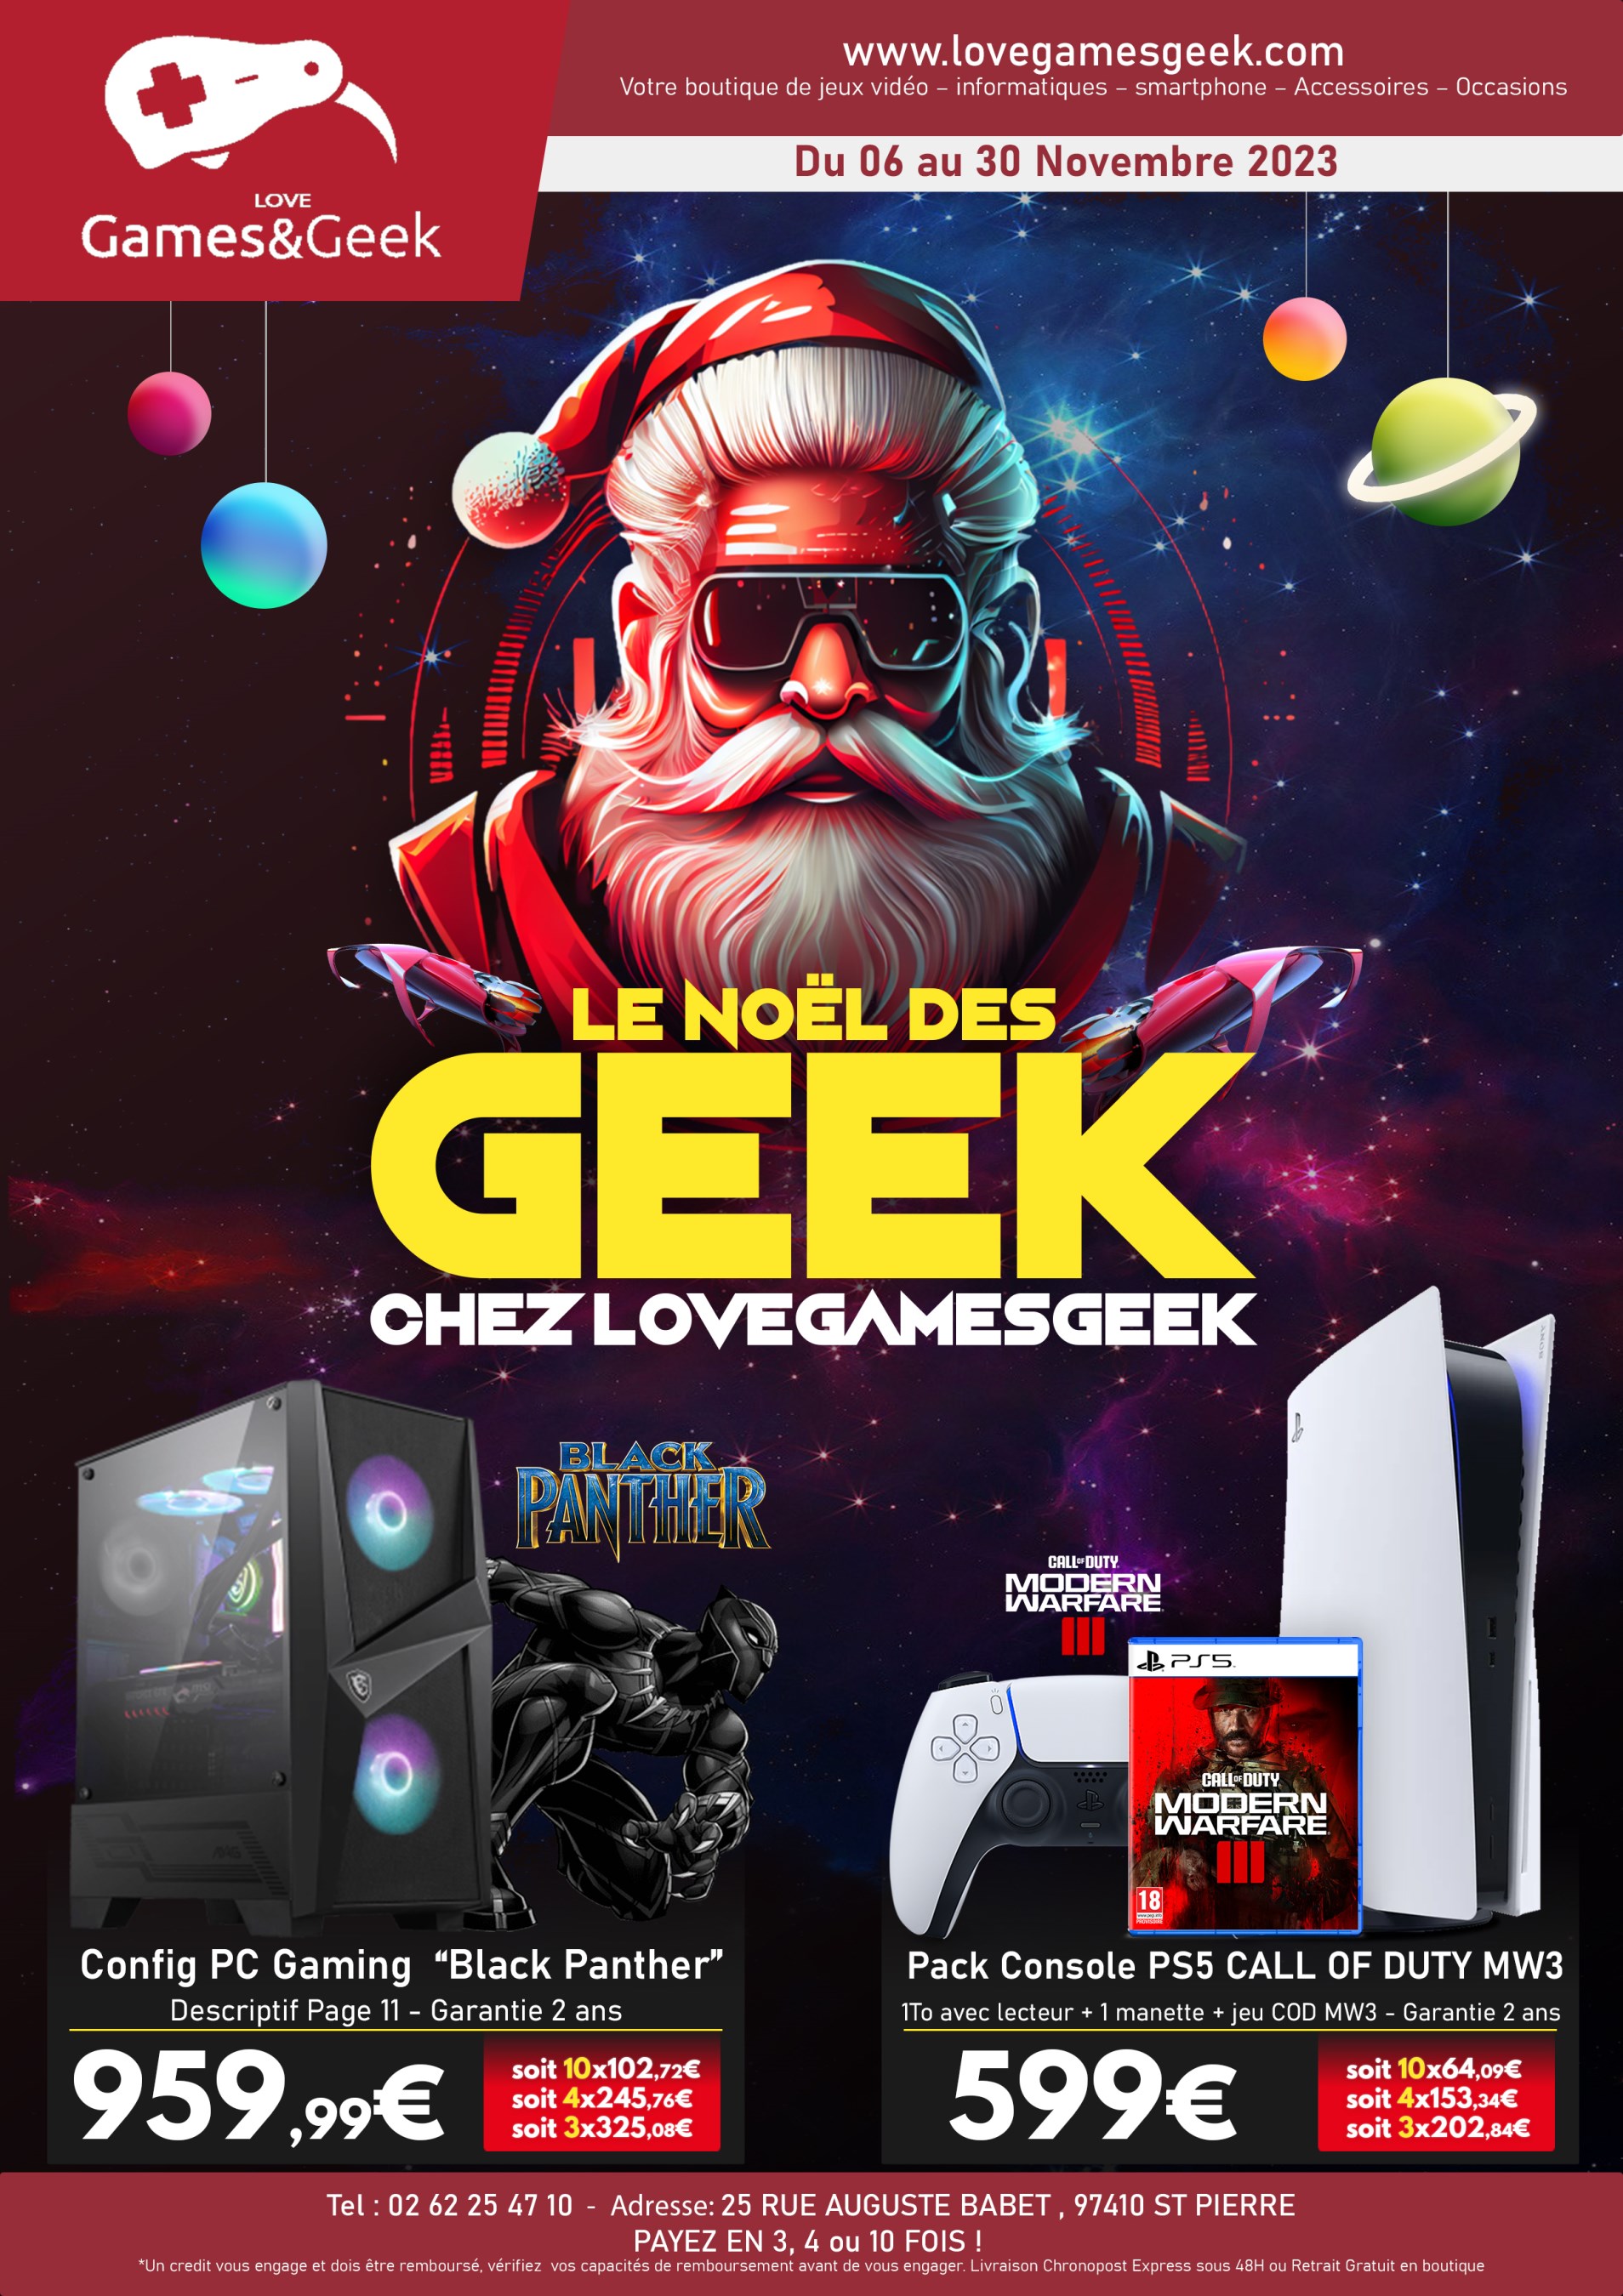 www.lovegamesgeek.com
Votre boutique de jeux vidéo – informatiques – smartphone – Accessoires – Occasions
Du 06 au 30 Novembre 2023
LOVE
Games&Geek
LE NOËL DES
GEEK
CHEZ LOVEGAMESGEEK
BLACK
PANTHER
CALL OF DUTY
MODERN
WARFARE
III
SONY
PS5
CALL OF DUTY
MODERN
WARFARE
III
18
Config PC Gaming “Black Panther”
Descriptif Page 11 - Garantie 2 ans
959,99€
soit 10x102,72€
soit 4x245,76€
soit 3x325,08€
Pack Console PS5 CALL OF DUTY MW3
1To avec lecteur + 1 manette + jeu COD MW3 - Garantie 2 ans
599€
soit 10x64,09€
soit 4x153,34€
soit 3x202,84€
Tel : 02 62 25 47 10 - Adresse: 25 RUE AUGUSTE BABET , 97410 ST PIERRE
PAYEZ EN 3, 4 ou 10 FOIS !
*Un credit vous engage et dois être remboursé, vérifiez vos capacités de remboursement avant de vous engager. Livraison Chronopost Express sous 48H ou Retrait Gratuit en boutique